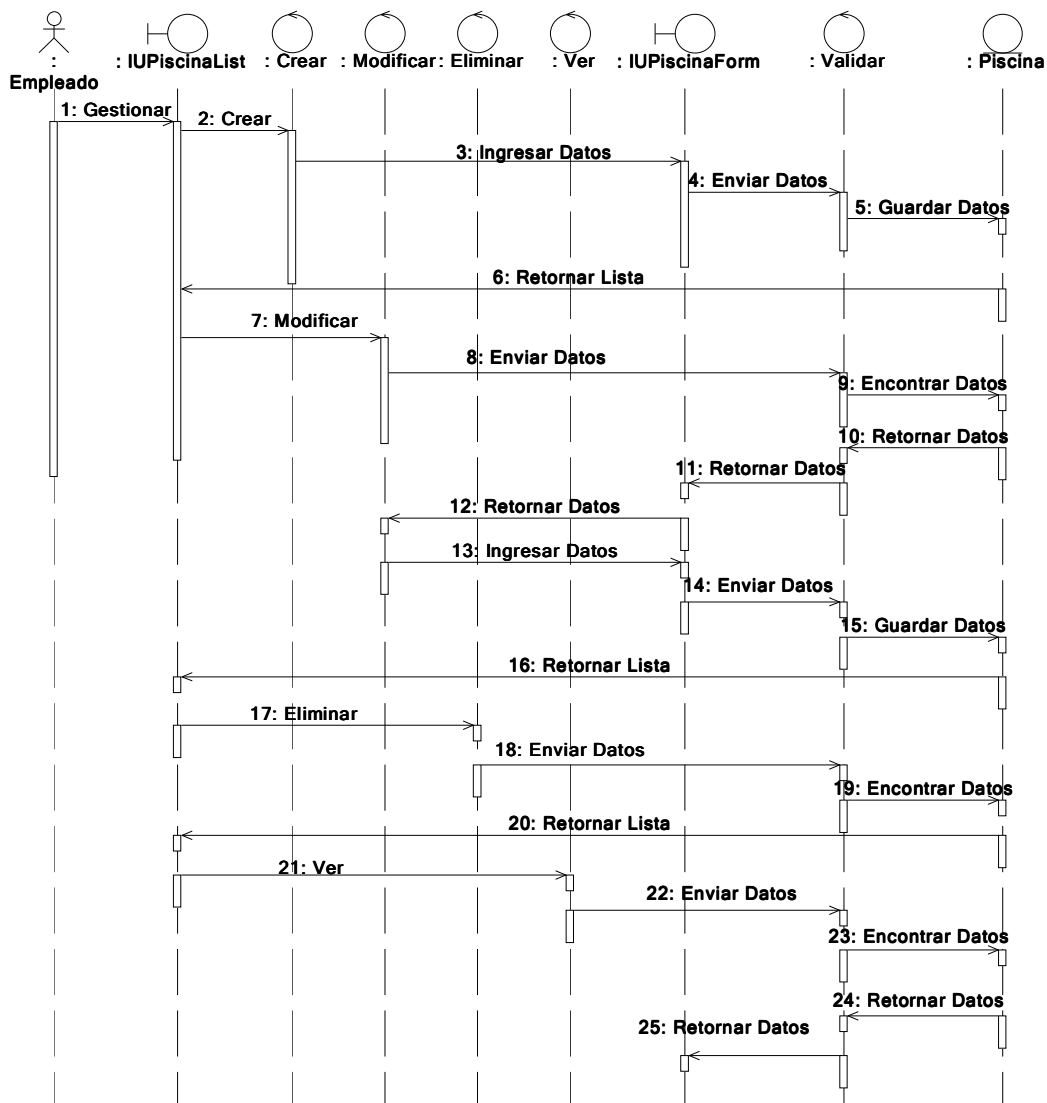 :
Empleado
: IUPiscinaList
: Crear
: Modificar
: Eliminar
: Ver
: IUPiscinaForm
: Validar
: Piscina
1: Gestionar
2: Crear
3: Ingresar Datos
4: Enviar Datos
5: Guardar Datos
6: Retornar Lista
7: Modificar
8: Enviar Datos
9: Encontrar Datos
10: Retornar Datos
11: Retornar Datos
12: Retornar Datos
13: Ingresar Datos
14: Enviar Datos
15: Guardar Datos
16: Retornar Lista
17: Eliminar
18: Enviar Datos
19: Encontrar Datos
20: Retornar Lista
21: Ver
22: Enviar Datos
23: Encontrar Datos
24: Retornar Datos
25: Retornar Datos